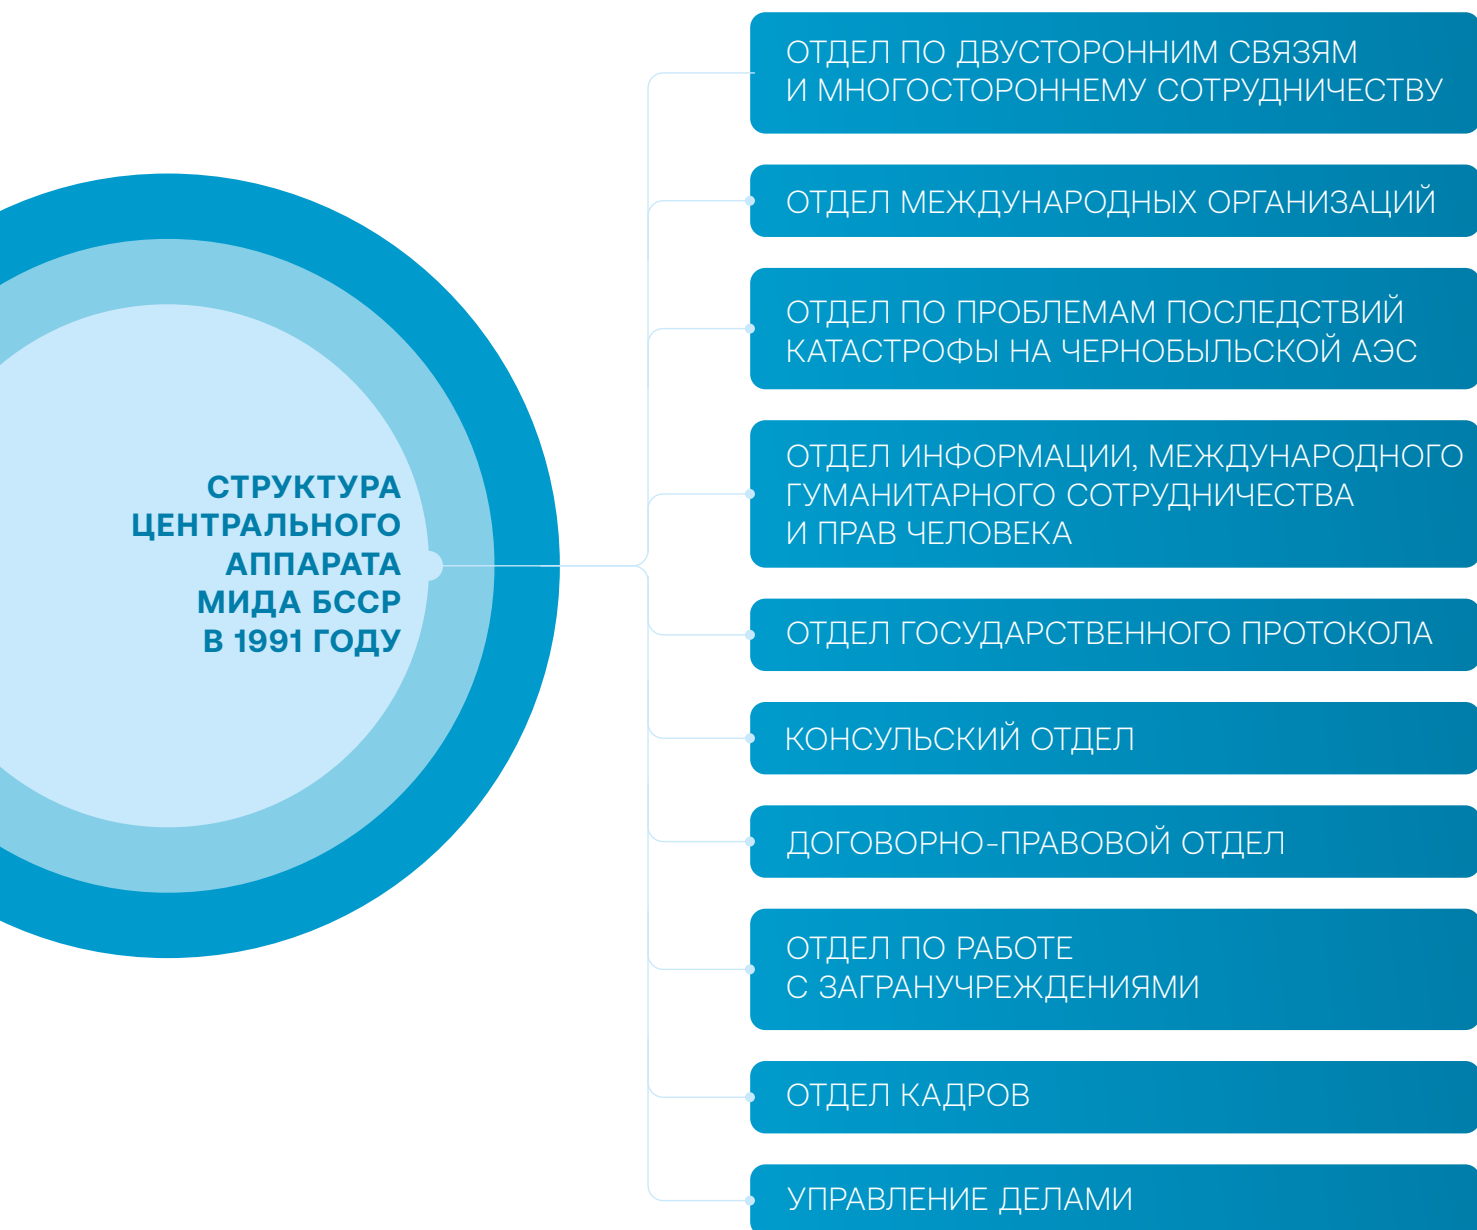 СТРУКТУРА
ЦЕНТРАЛЬНОГО
АППАРАТА
МИДА БССР
В 1991 ГОДУ
ОТДЕЛ ПО ДВУСТОРОННИМ СВЯЗЯМ
И МНОГОСТОРОННЕМУ СОТРУДНИЧЕСТВУ
ОТДЕЛ МЕЖДУНАРОДНЫХ ОРГАНИЗАЦИЙ
ОТДЕЛ ПО ПРОБЛЕМАМ ПОСЛЕДСТВИЙ
КАТАСТРОФЫ НА ЧЕРНОБЫЛЬСКОЙ АЭС
ОТДЕЛ ИНФОРМАЦИИ, МЕЖДУНАРОДНОГО
ГУМАНИТАРНОГО СОТРУДНИЧЕСТВА
И ПРАВ ЧЕЛОВЕКА
ОТДЕЛ ГОСУДАРСТВЕННОГО ПРОТОКОЛА
КОНСУЛЬСКИЙ ОТДЕЛ
ДОГОВОРНО-ПРАВОВОЙ ОТДЕЛ
ОТДЕЛ ПО РАБОТЕ
С ЗАГРАНУЧРЕЖДЕНИЯМИ
ОТДЕЛ КАДРОВ
УПРАВЛЕНИЕ ДЕЛАМИ